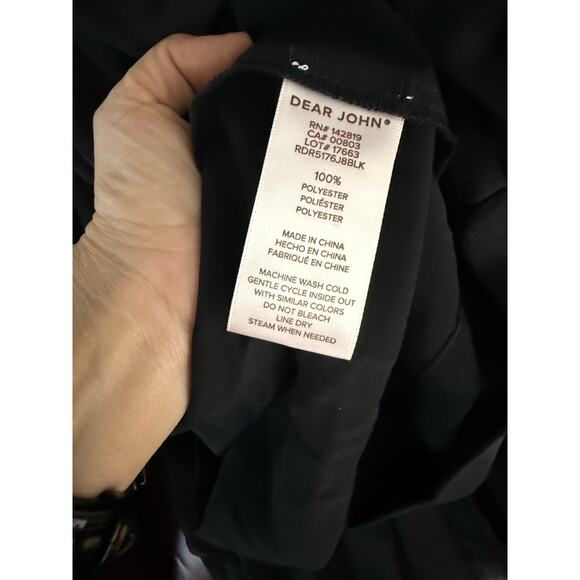 DEAR JOHN®
RN# 142819
CA# 00803
LOT# 17663
RDR5176J8BLK
100%
POLYESTER
POLIÉSTER
POLYESTER
MADE IN CHINA
HECHO EN CHINA
FABRIQUÉ EN CHINE
MACHINE WASH COLD
GENTLE CYCLE INSIDE OUT
WITH SIMILAR COLORS
DO NOT BLEACH
LINE DRY
STEAM WHEN NEEDED